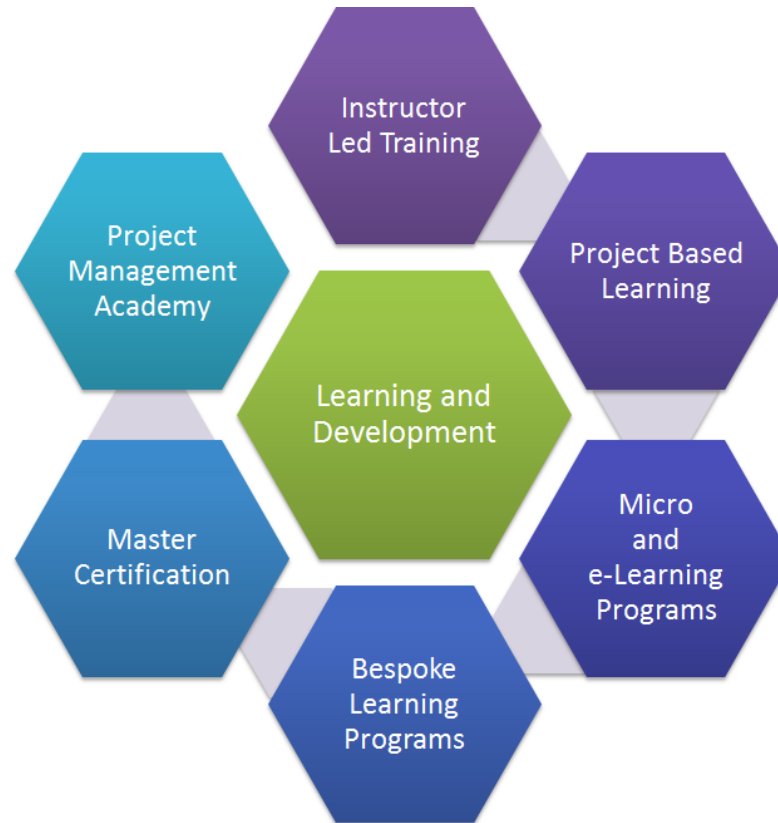 Instructor
Led Training
Project Based
Learning
Micro
and
e-Learning
Programs
Bespoke
Learning
Programs
Master
Certification
Project
Management
Academy
Learning and
Development